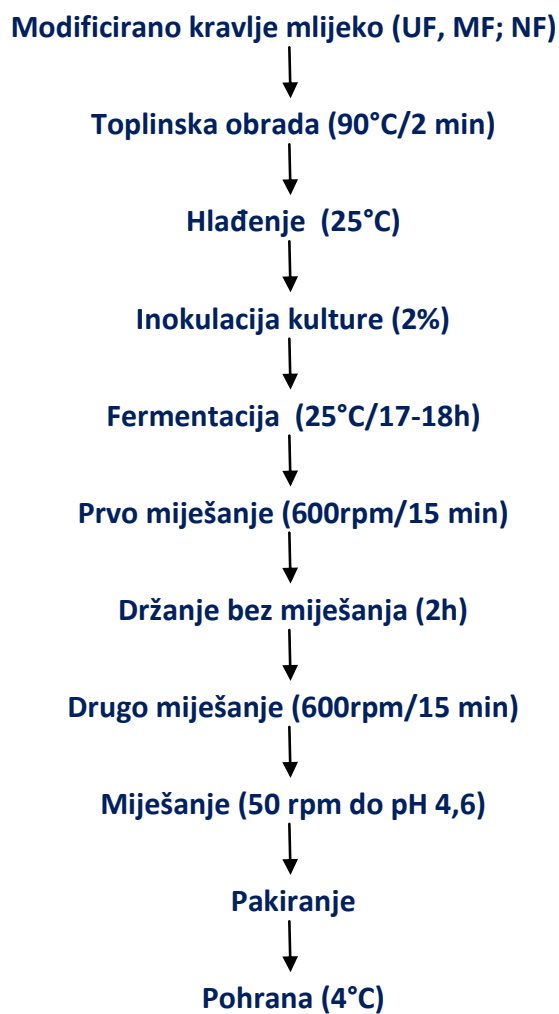 Modificirano kravlje mlijeko (UF, MF; NF)
Toplinska obrada (90°C/2 min)
Hlađenje (25°C)
Inokulacija kulture (2%)
Fermentacija (25°C/17-18h)
Prvo miješanje (600rpm/15 min)
Držanje bez miješanja (2h)
Drugo miješanje (600rpm/15 min)
Miješanje (50 rpm do pH 4,6)
Pakiranje
Pohrana (4°C)